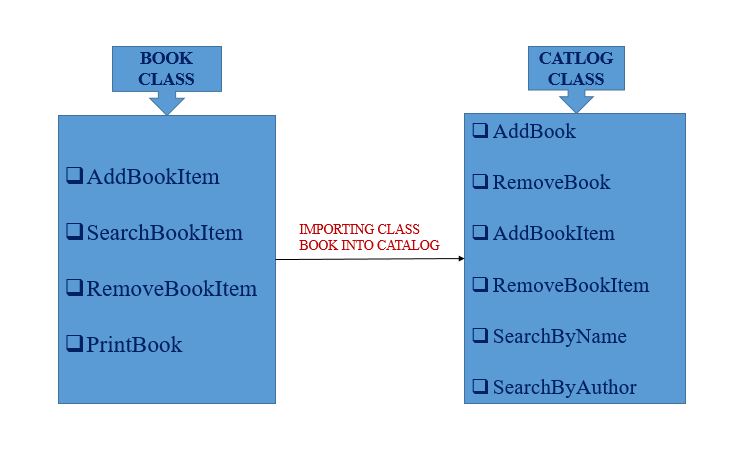 BOOK
CLASS
AddBookItem
SearchBookItem
RemoveBookItem
PrintBook
IMPORTING CLASS
BOOK INTO CATALOG
CATLOG
CLASS
AddBook
RemoveBook
AddBookItem
RemoveBookItem
SearchByName
SearchByAuthor